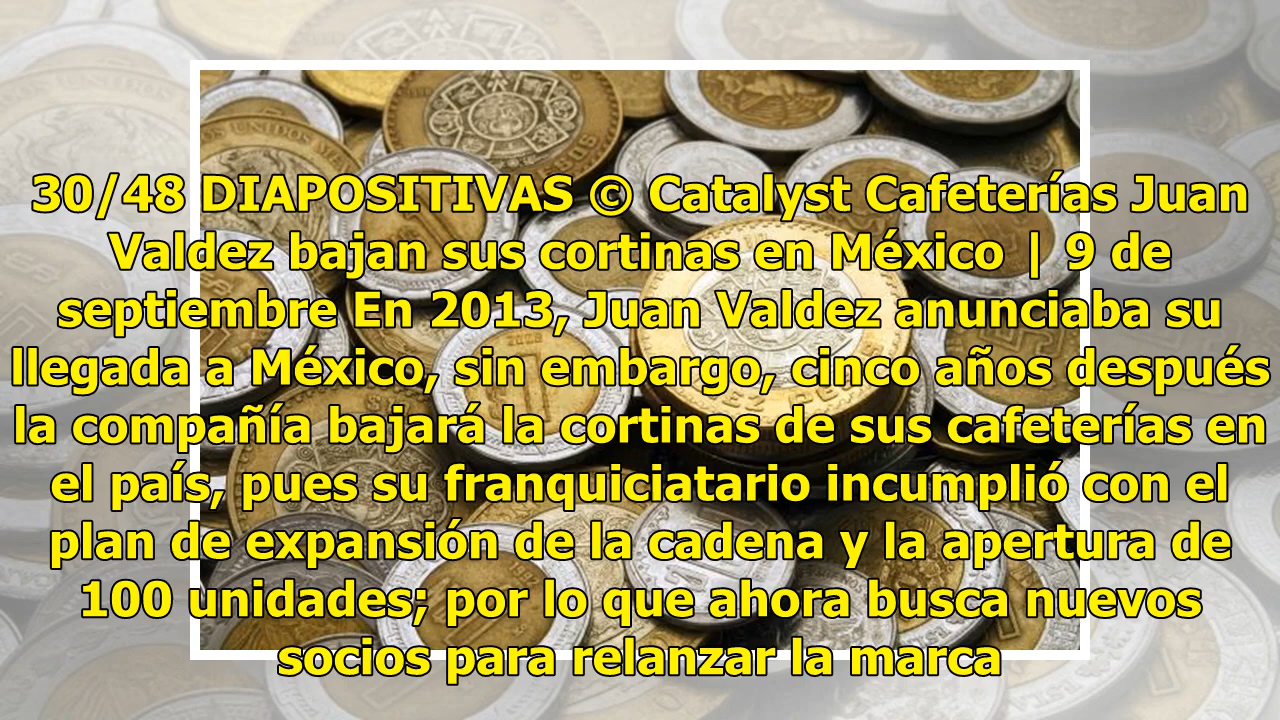 30/48 DIAPOSITIVAS © Catalyst Cafeterías Juan
Valdez bajan sus cortinas en México | 9 de
septiembre En 2013, Juan Valdez anunciaba su
llegada a México, sin embargo, cinco años después
la compañía bajará la cortinas de sus cafeterías en
el país, pues su franquiciatario incumplió con el
plan de expansión de la cadena y la apertura de
100 unidades; por lo que ahora busca nuevos
socios para relanzar la marca